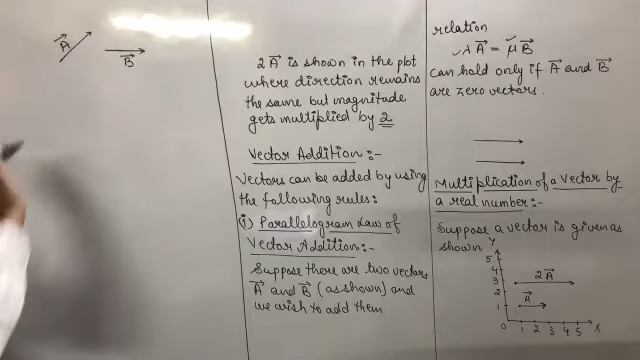 A B
2A is shown in the plot
where direction remains
the same but magnitude
gets multiplied by 2
Vector Addition:-
Vectors can be added by using
the following rules:
(i) Parallelogram Law of
Vector Addition:-
Suppose there are two vectors
A and B (as shown) and
we wish to add them
relation
✓λA = ✓μB
can hold only if A and B
are zero vectors.
Multiplication of a Vector by
a real number:-
Suppose a vector is given as
shown
Y
5
4
3
2
1
0 1 2 3 4 5 X
2A
A